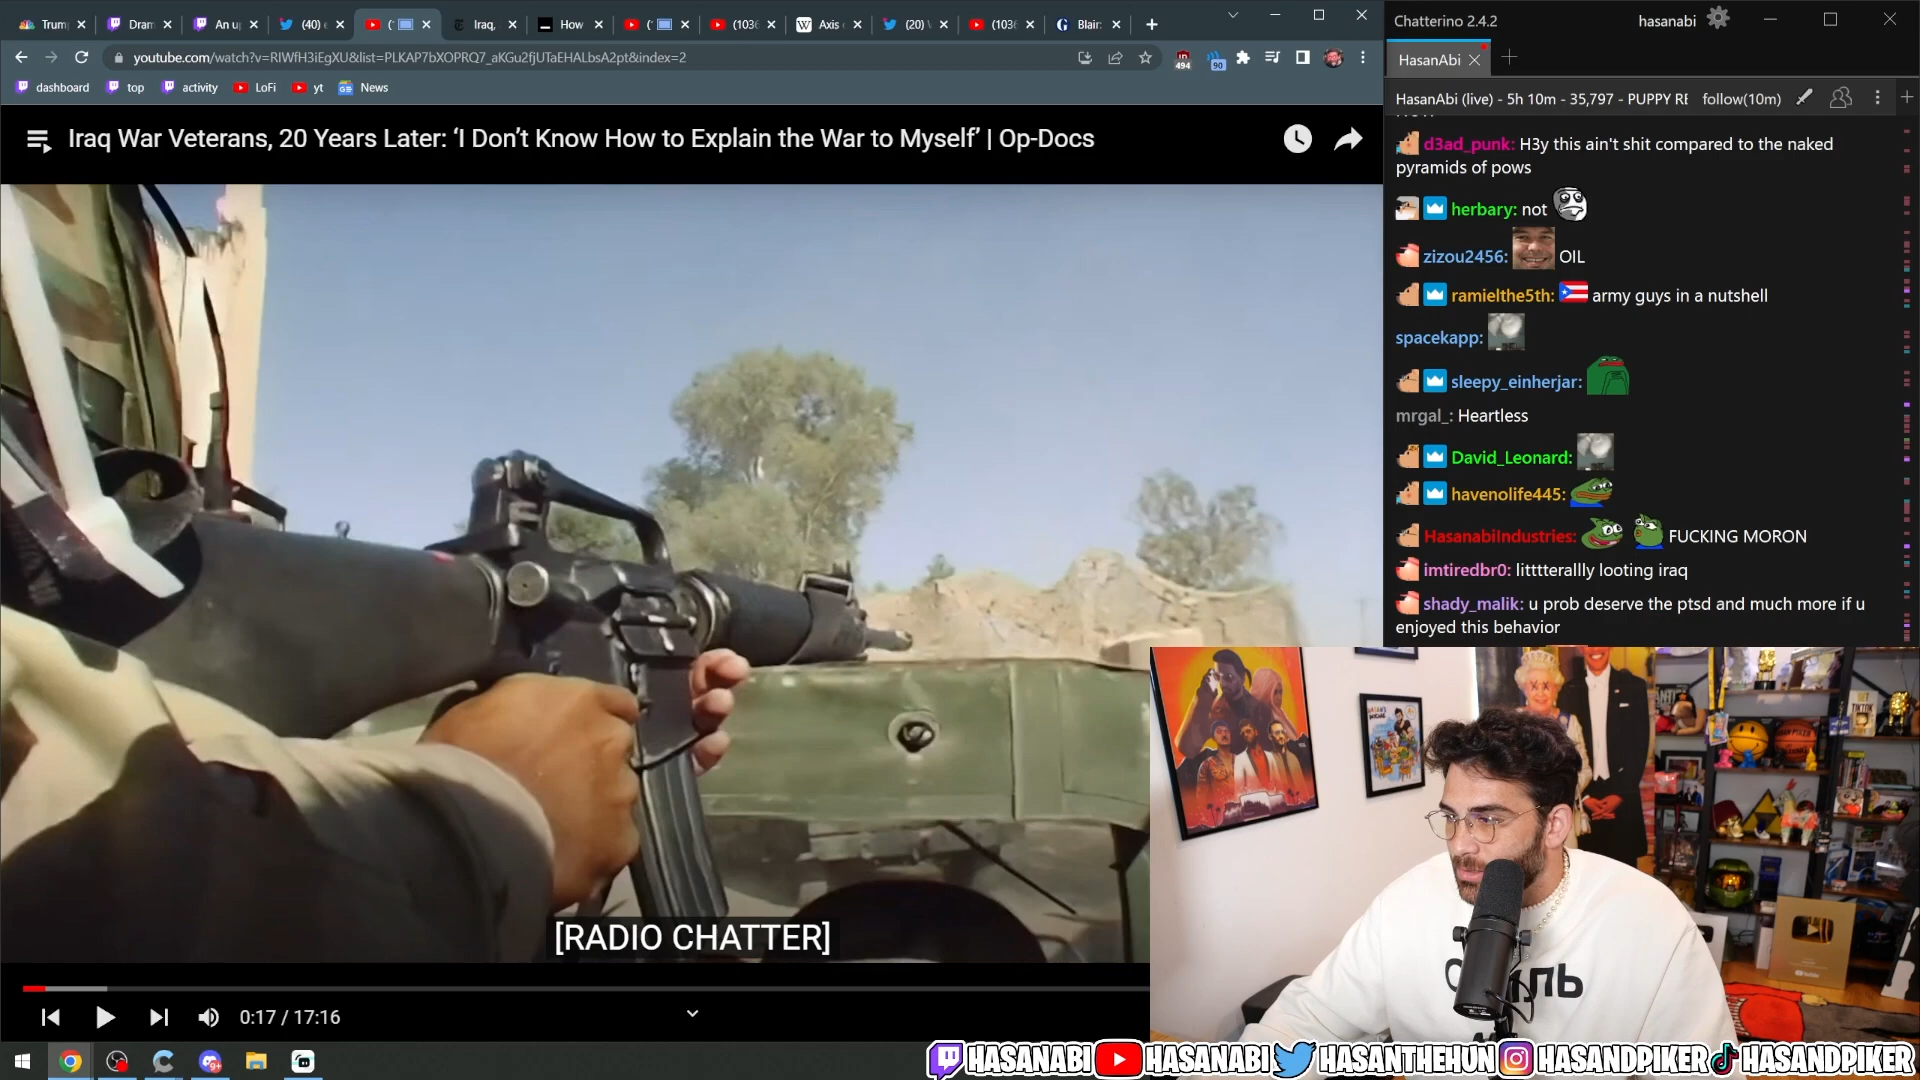 Trum
Dram
An u
(40)
Iraq,
How
(103
Axis
(20)
(103
Blair:
youtube.com/watch?v=RIWfH3iEgXU&list=PLKAP7bXOPRQ7_aKGu2fjUTaEHALbsA2pt&index=2
494
90
dashboard
top
activity
LoFi
yt
News
Iraq War Veterans, 20 Years Later: ‘I Don’t Know How to Explain the War to Myself’ | Op-Docs
[RADIO CHATTER]
0:17 / 17:16
Chatterino 2.4.2
hasanabi
HasanAbi
HasanAbi (live) - 5h 10m - 35,797 - PUPPY RE
follow(10m)
d3ad_punk: H3y this ain't shit compared to the naked
pyramids of pows
herbary: not
zizou2456: OIL
ramielthe5th: army guys in a nutshell
spacekapp:
sleepy_einherjar:
mrgal_: Heartless
David_Leonard:
havenolife445:
HasanabiIndustries: FUCKING MORON
imtiredbr0: littterallly looting iraq
shady_malik: u prob deserve the ptsd and much more if u
enjoyed this behavior
HASANABI
HASANABI
HASANTHEHUN
HASANDPIKER
HASANDPIKER